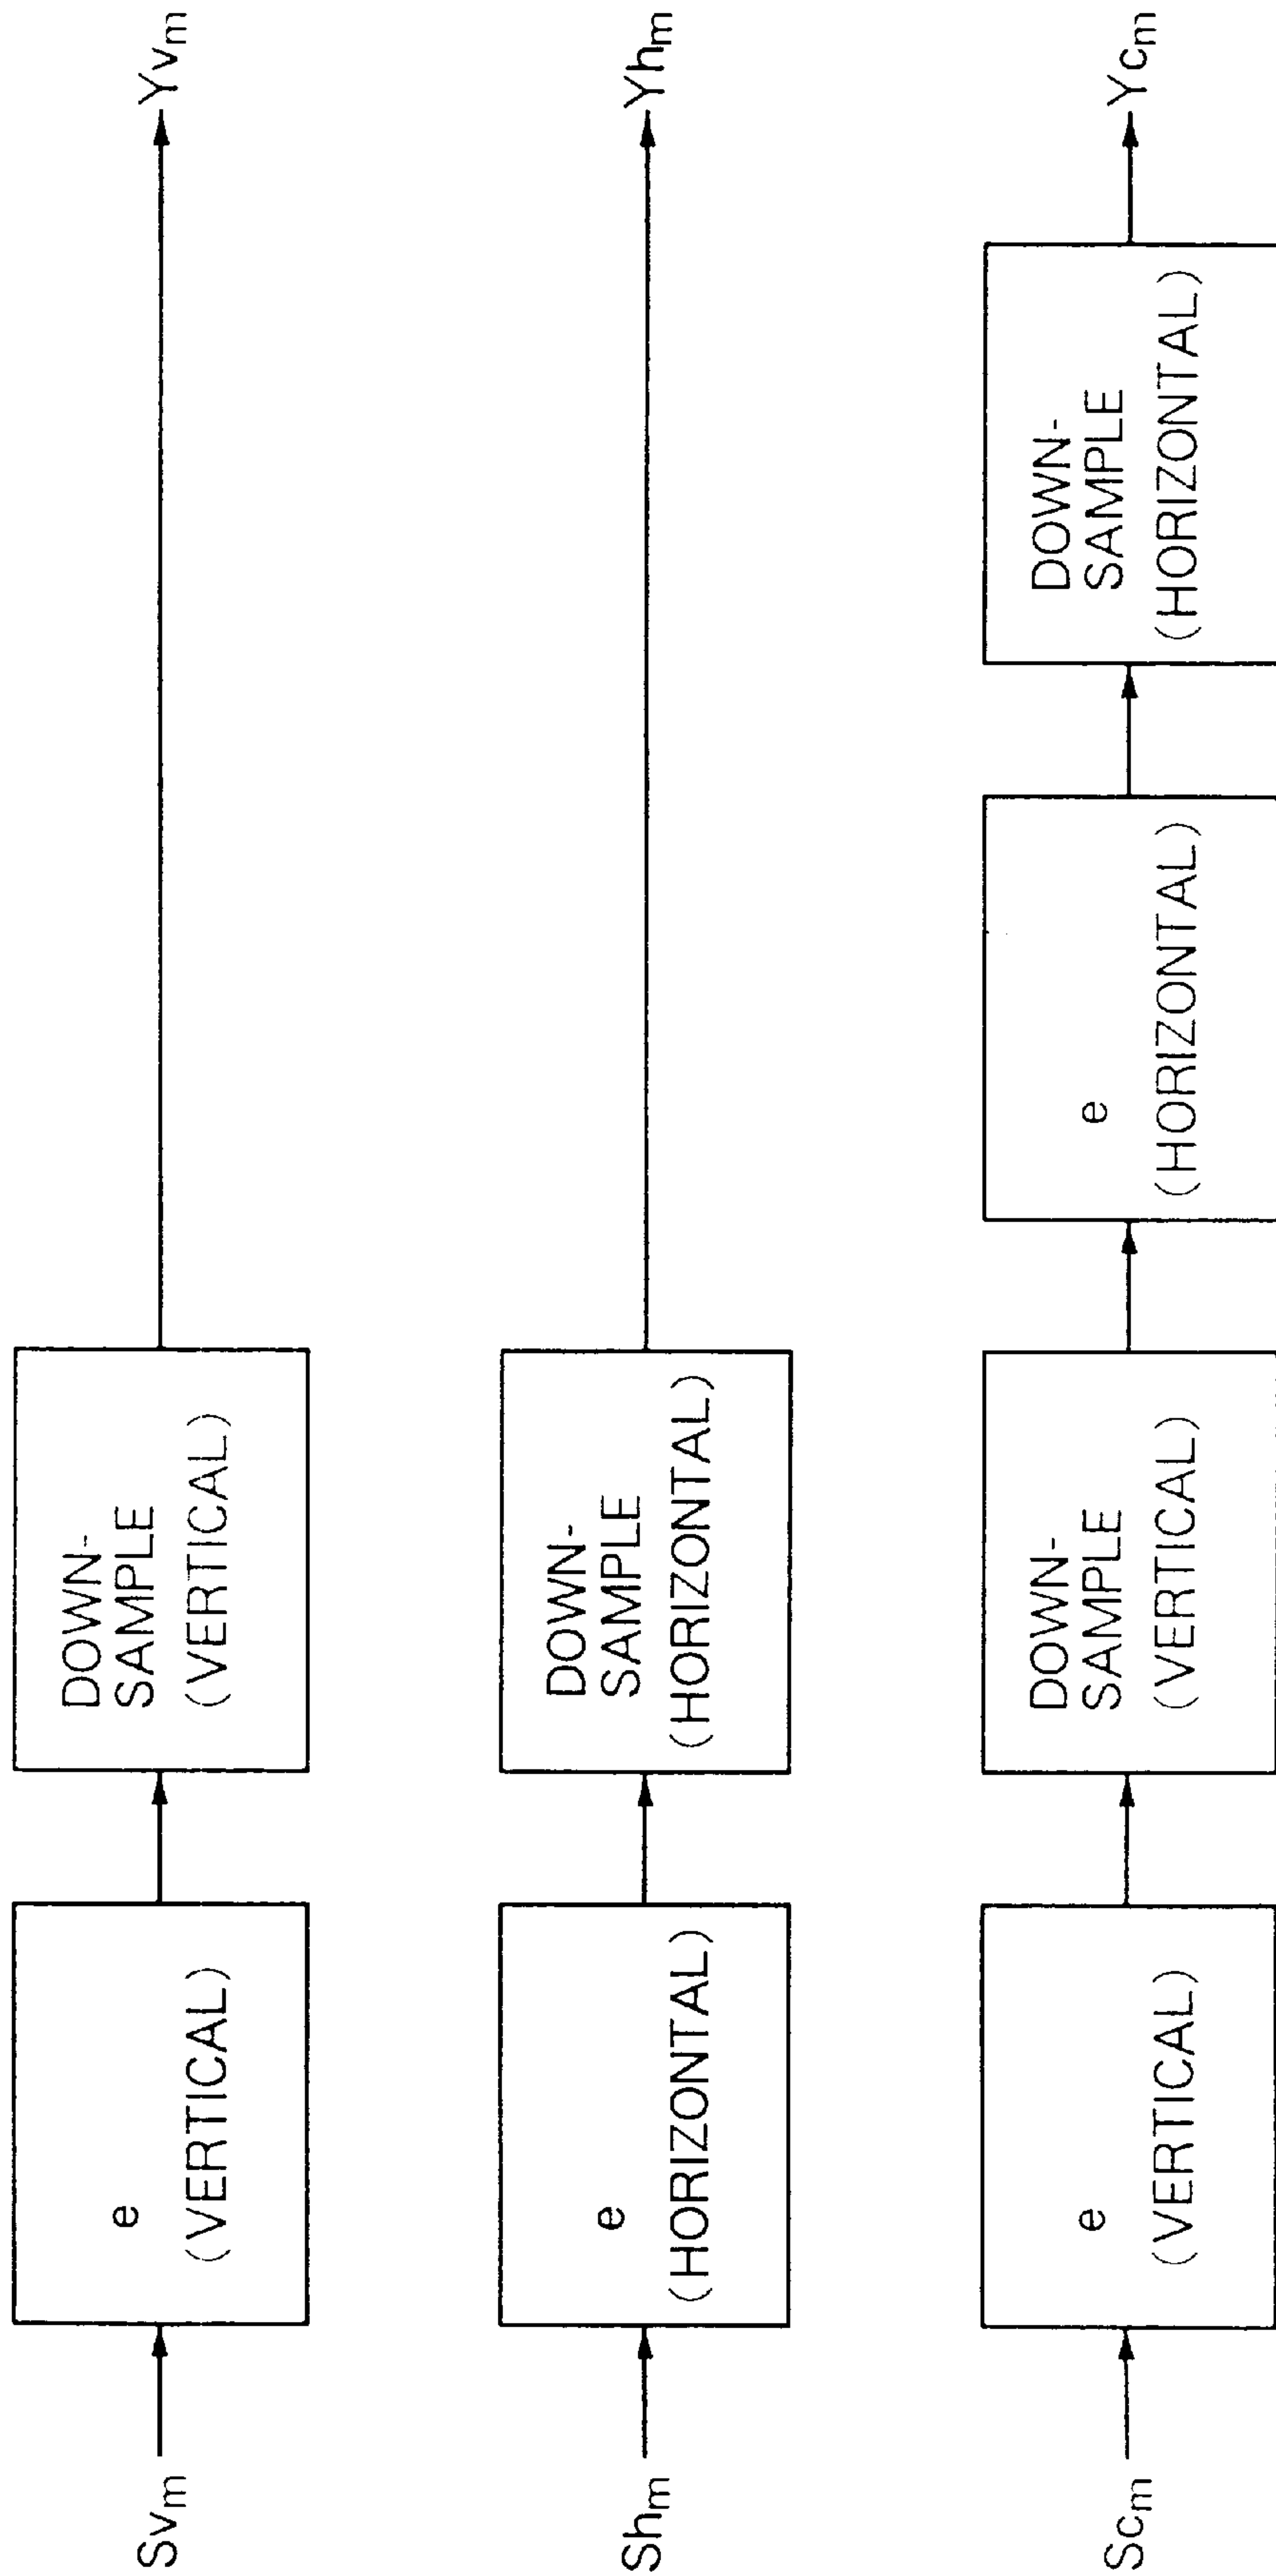 Svm
e
(VERTICAL)
DOWN-
SAMPLE
(VERTICAL)
Yvm
Shm
e
(HORIZONTAL)
DOWN-
SAMPLE
(HORIZONTAL)
Yhm
Scm
e
(VERTICAL)
DOWN-
SAMPLE
(VERTICAL)
e
(HORIZONTAL)
DOWN-
SAMPLE
(HORIZONTAL)
Ycm